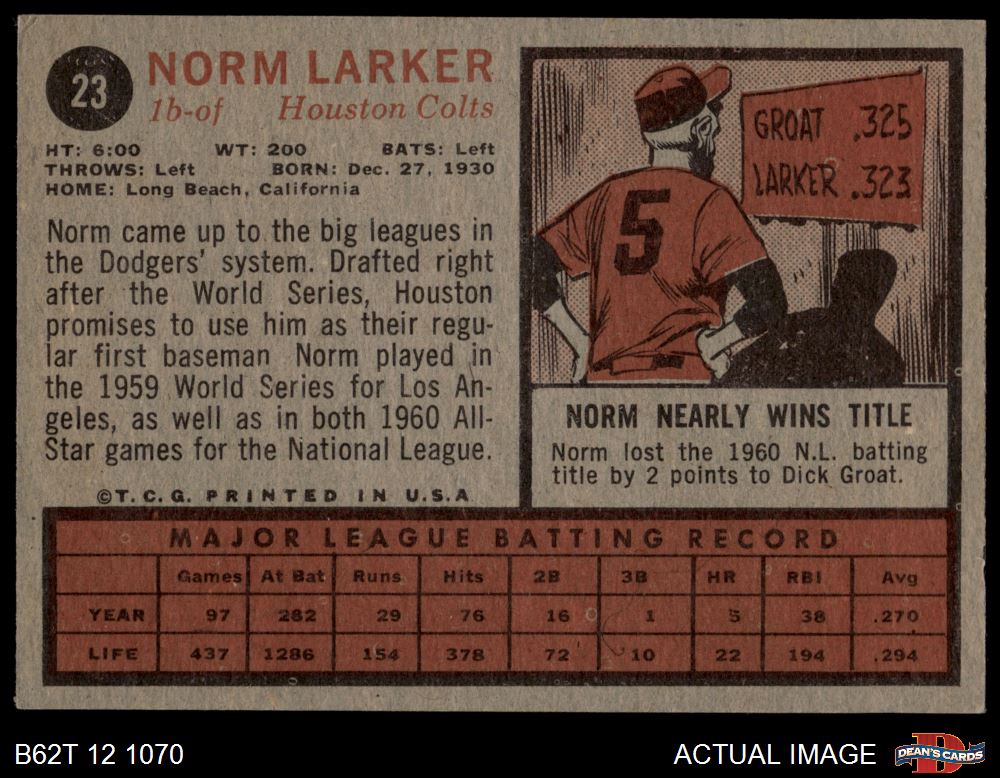 23
NORM LARKER
1b-of Houston Colts
HT: 6:00 WT: 200 BATS: Left
THROWS: Left BORN: Dec. 27, 1930
HOME: Long Beach, California
Norm came up to the big leagues in
the Dodgers' system. Drafted right
after the World Series, Houston
promises to use him as their regu-
lar first baseman Norm played in
the 1959 World Series for Los An-
geles, as well as in both 1960 All-
Star games for the National League.
©T.C.G. PRINTED IN U.S.A
GROAT .325
LARKER .323
5
NORM NEARLY WINS TITLE
Norm lost the 1960 N.L. batting
title by 2 points to Dick Groat.
MAJOR LEAGUE BATTING RECORD
Games At Bat Runs Hits 2B 3B HR RBI Avg
YEAR 97 282 29 76 16 1 5 38 .270
LIFE 437 1286 154 378 72 10 22 194 .294
B62T 12 1070
ACTUAL IMAGE
D
DEAN'S CARDS